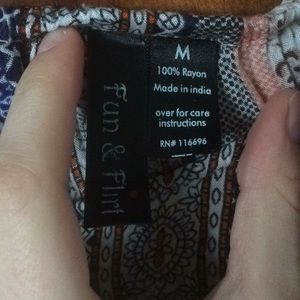 Fun & Flirt
M
100% Rayon
Made in india
over for care
instructions
RN# 116696